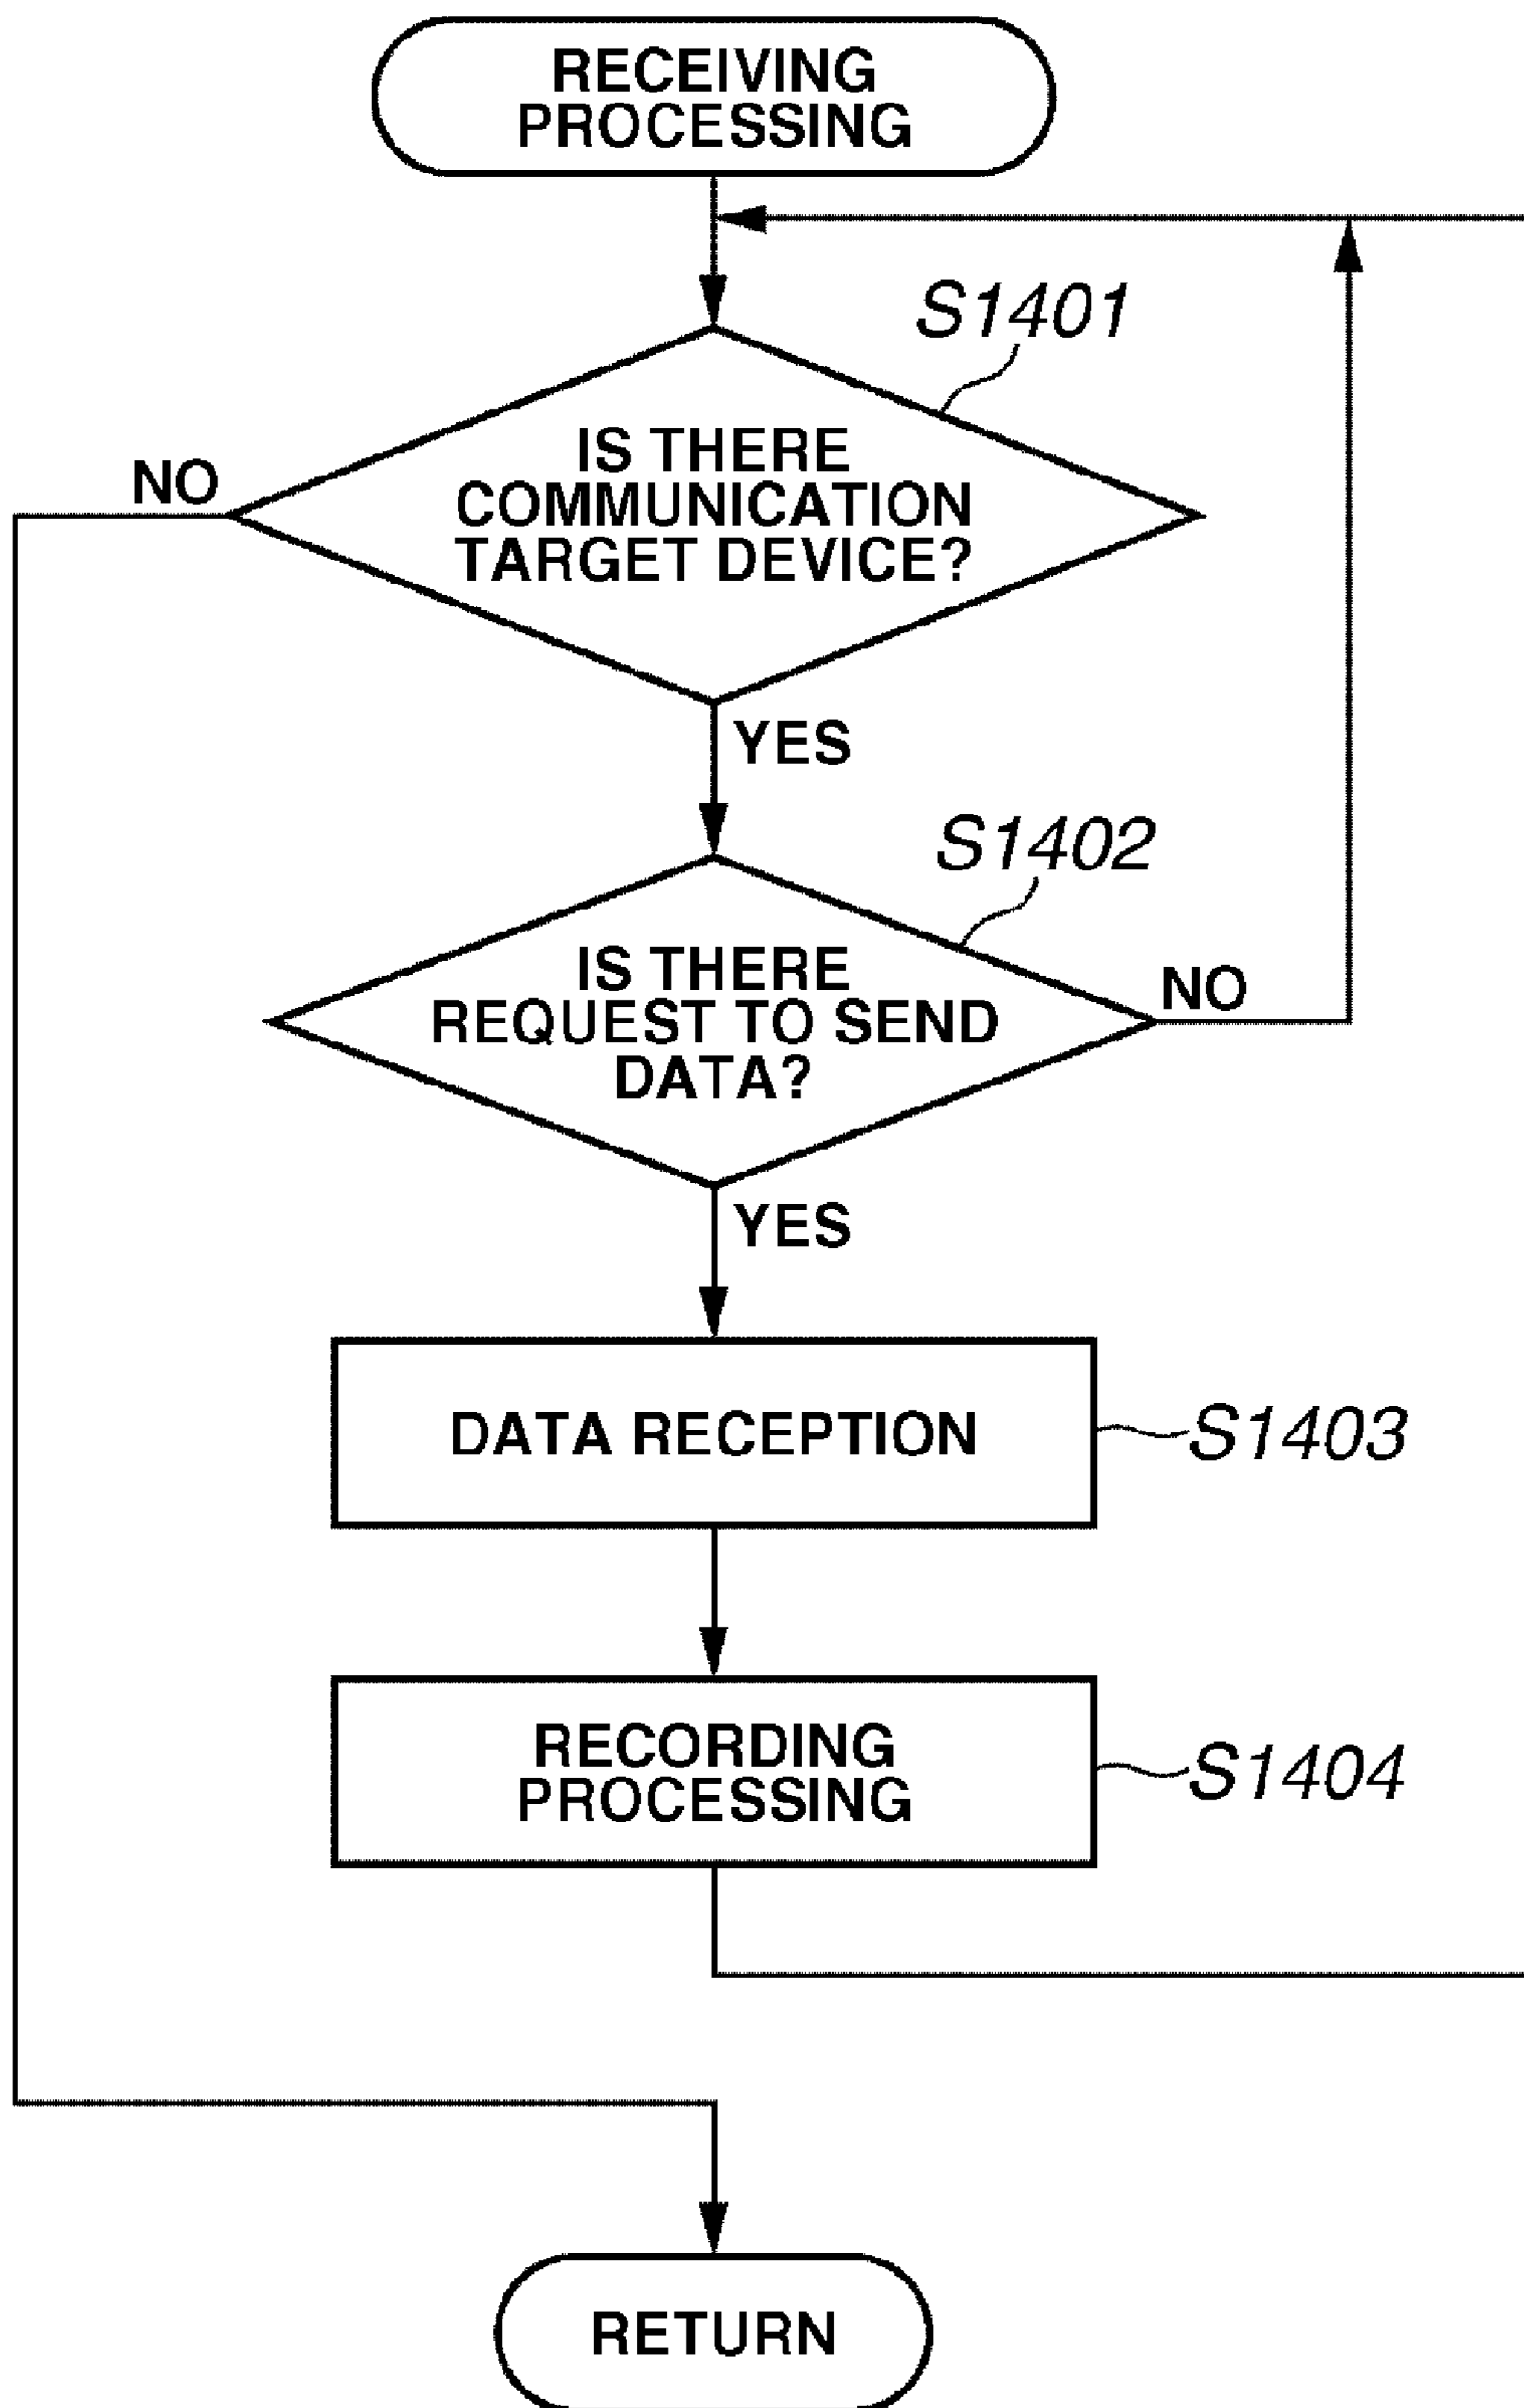 RECEIVING
PROCESSING
S1401
IS THERE
COMMUNICATION
TARGET DEVICE?
NO
YES
S1402
IS THERE
REQUEST TO SEND
DATA?
NO
YES
DATA RECEPTION
S1403
RECORDING
PROCESSING
S1404
RETURN